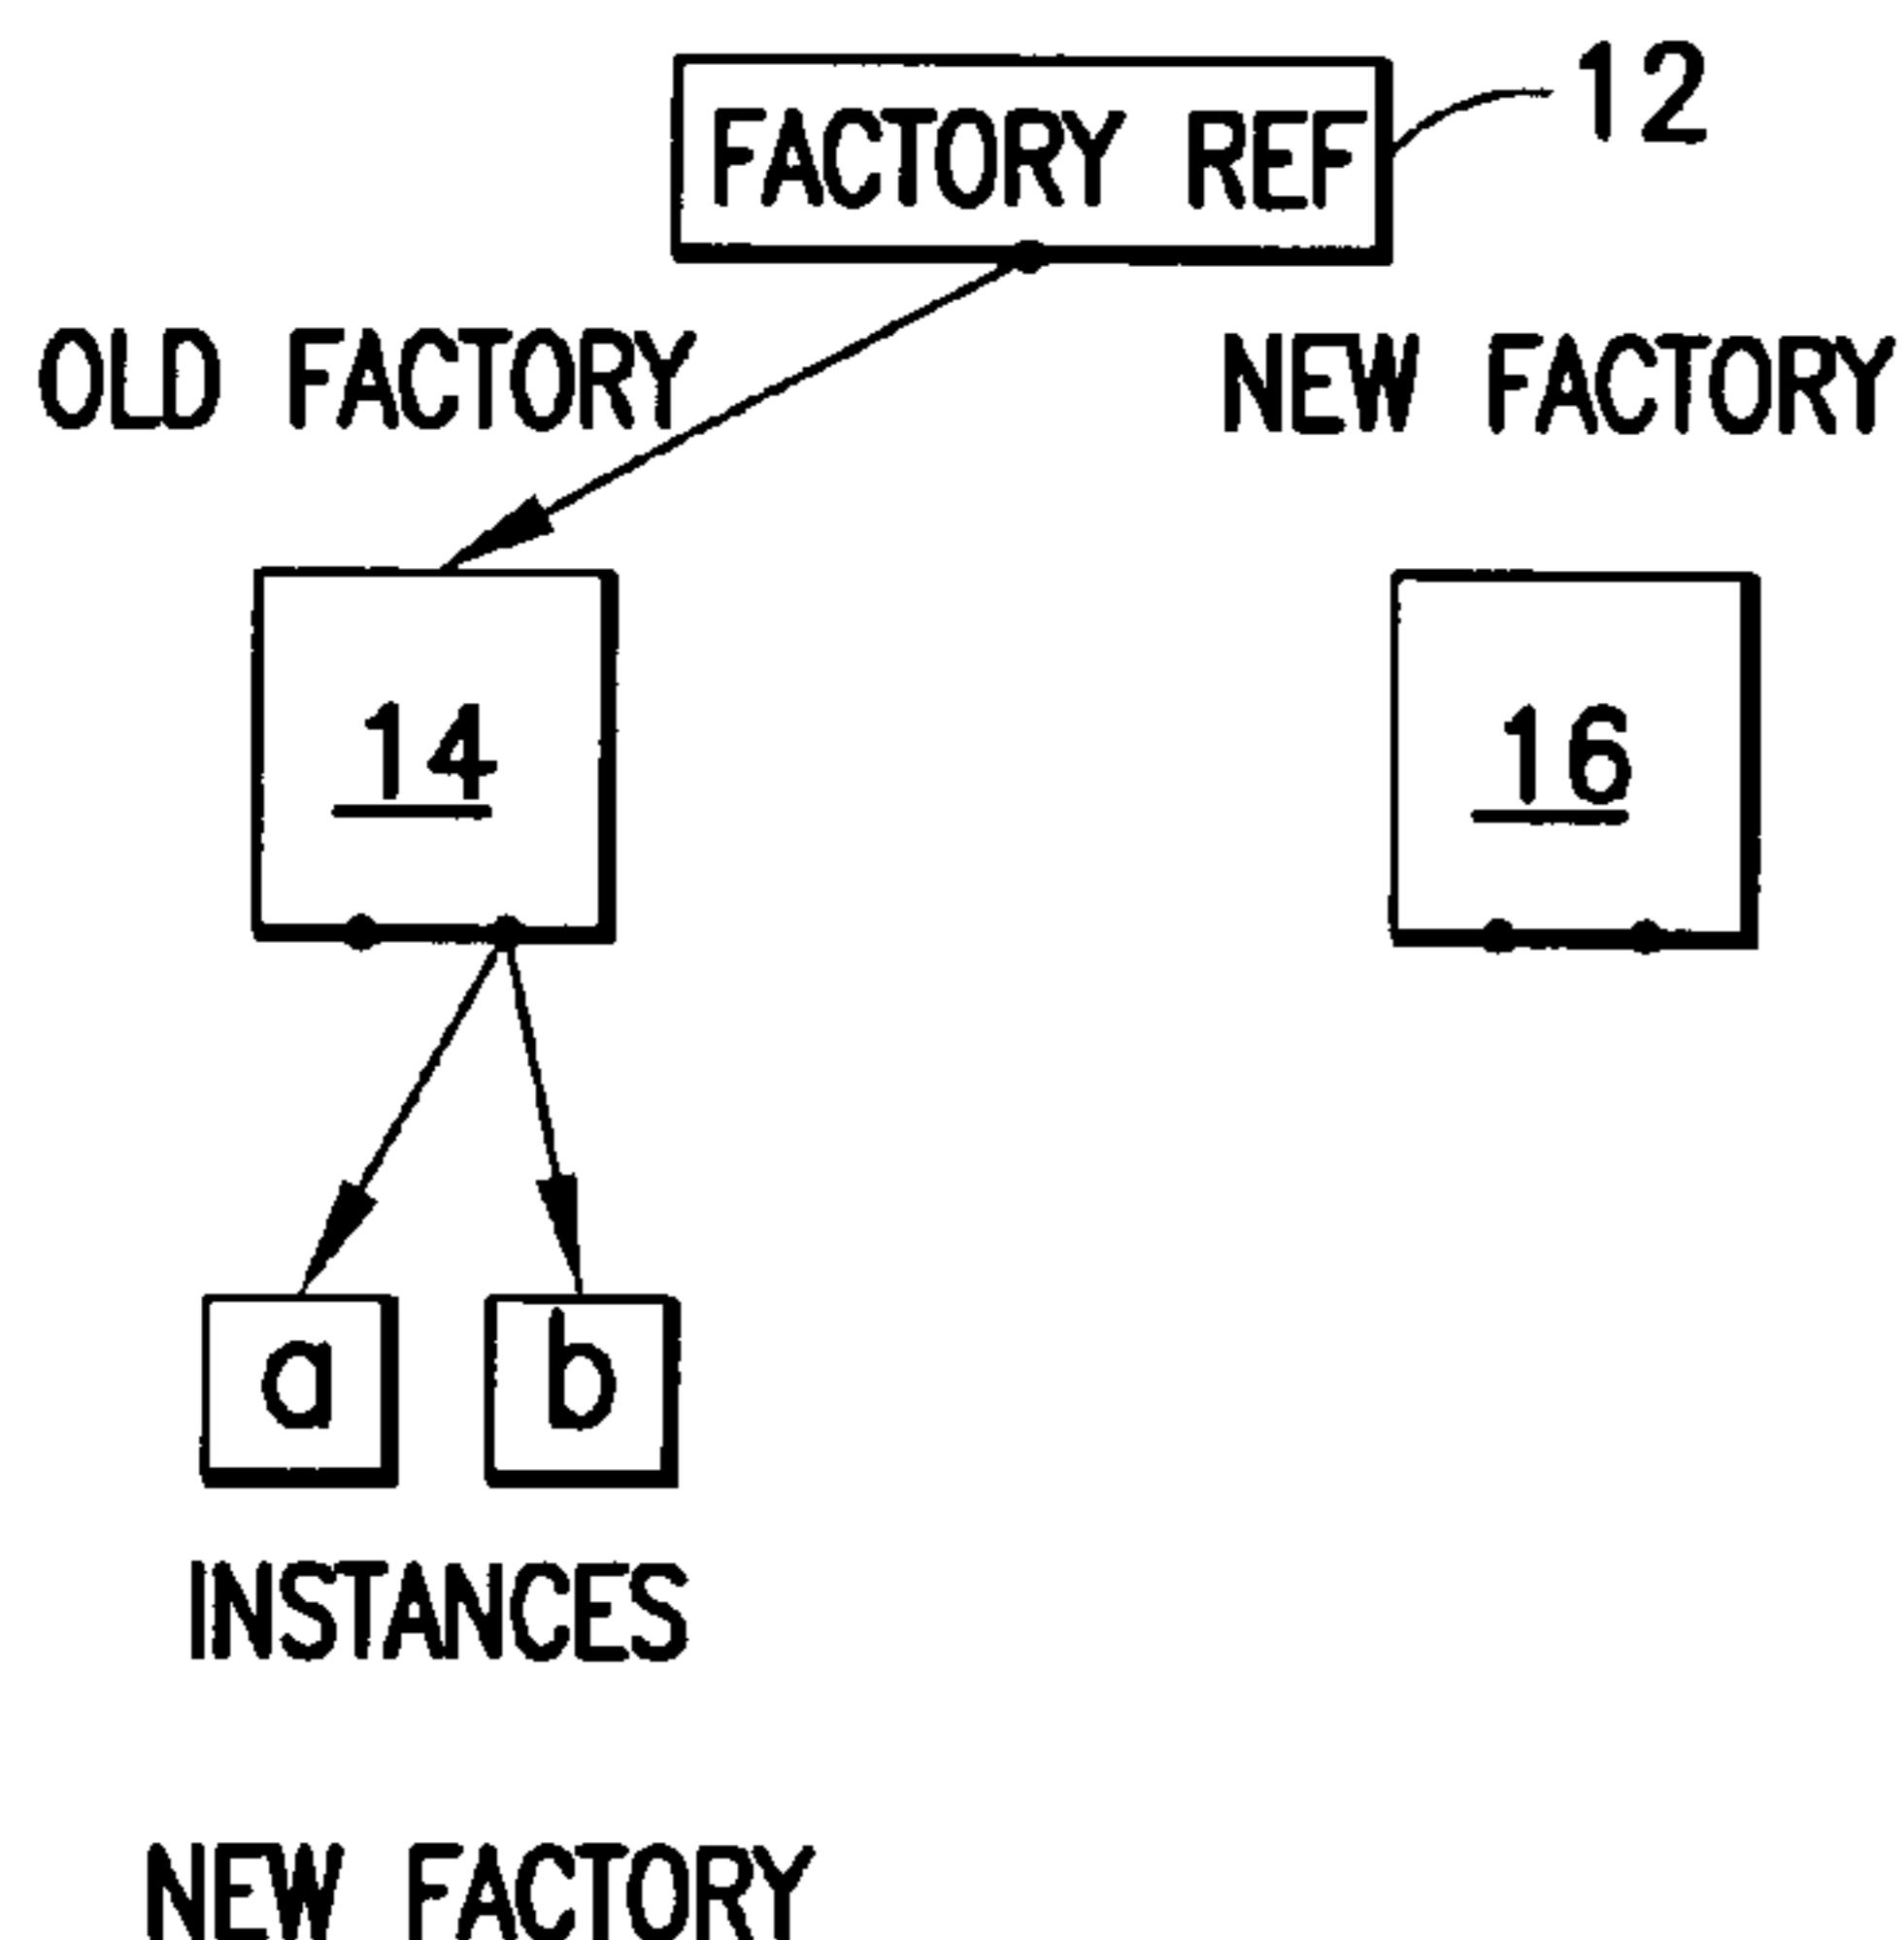 FACTORY REF
12
OLD FACTORY
NEW FACTORY
14
16
a
b
INSTANCES
NEW FACTORY